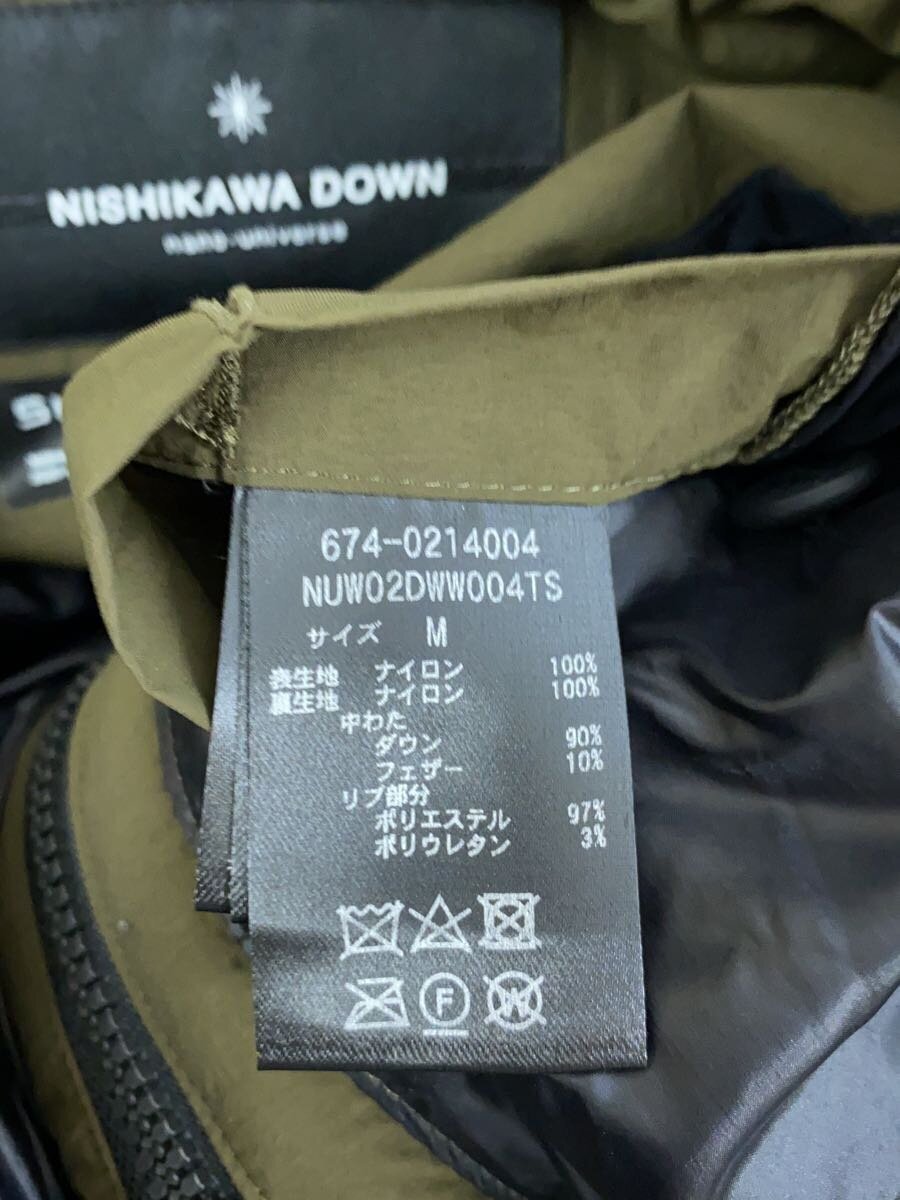 NISHIKAWA DOWN
nano・universe
674-0214004
NUW02DWW004TS
サイズ M
表生地 ナイロン 100%
裏生地 ナイロン 100%
中わた
ダウン 90%
フェザー 10%
リブ部分
ポリエステル 97%
ポリウレタン 3%
F
W